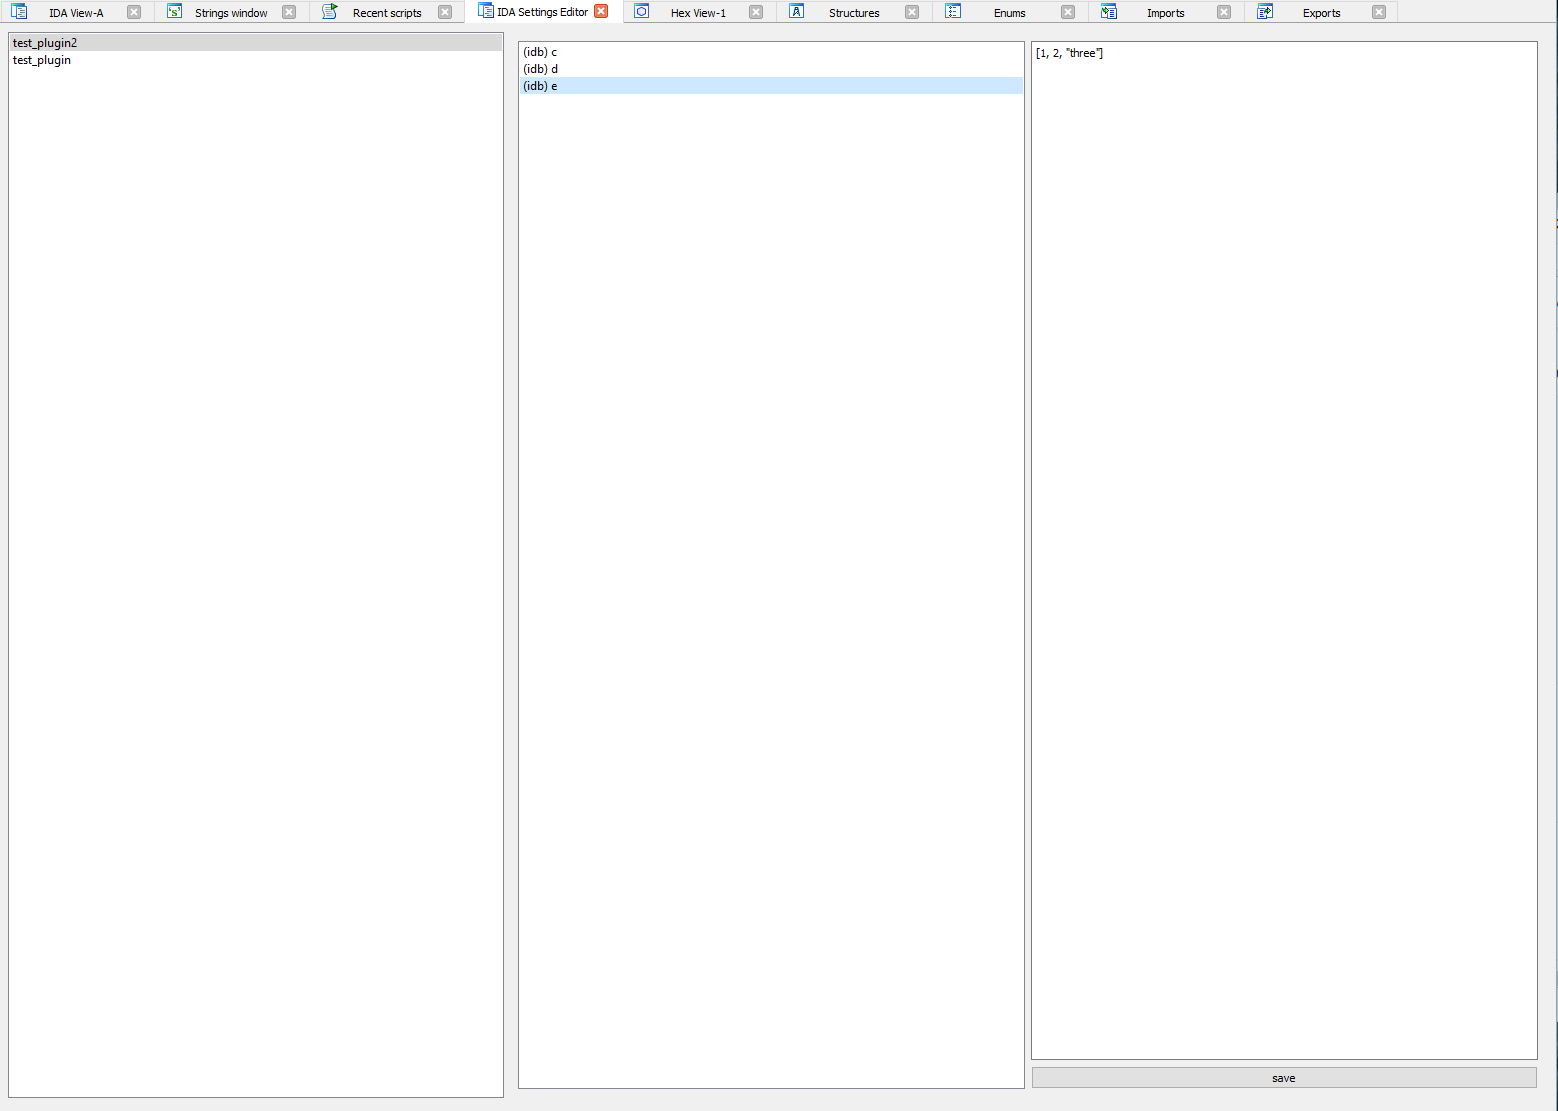 IDA View-A Strings window Recent scripts IDA Settings Editor Hex View-1 Structures Enums Imports Exports
test_plugin2
test_plugin
(idb) c
(idb) d
(idb) e
[1, 2, "three"]
save